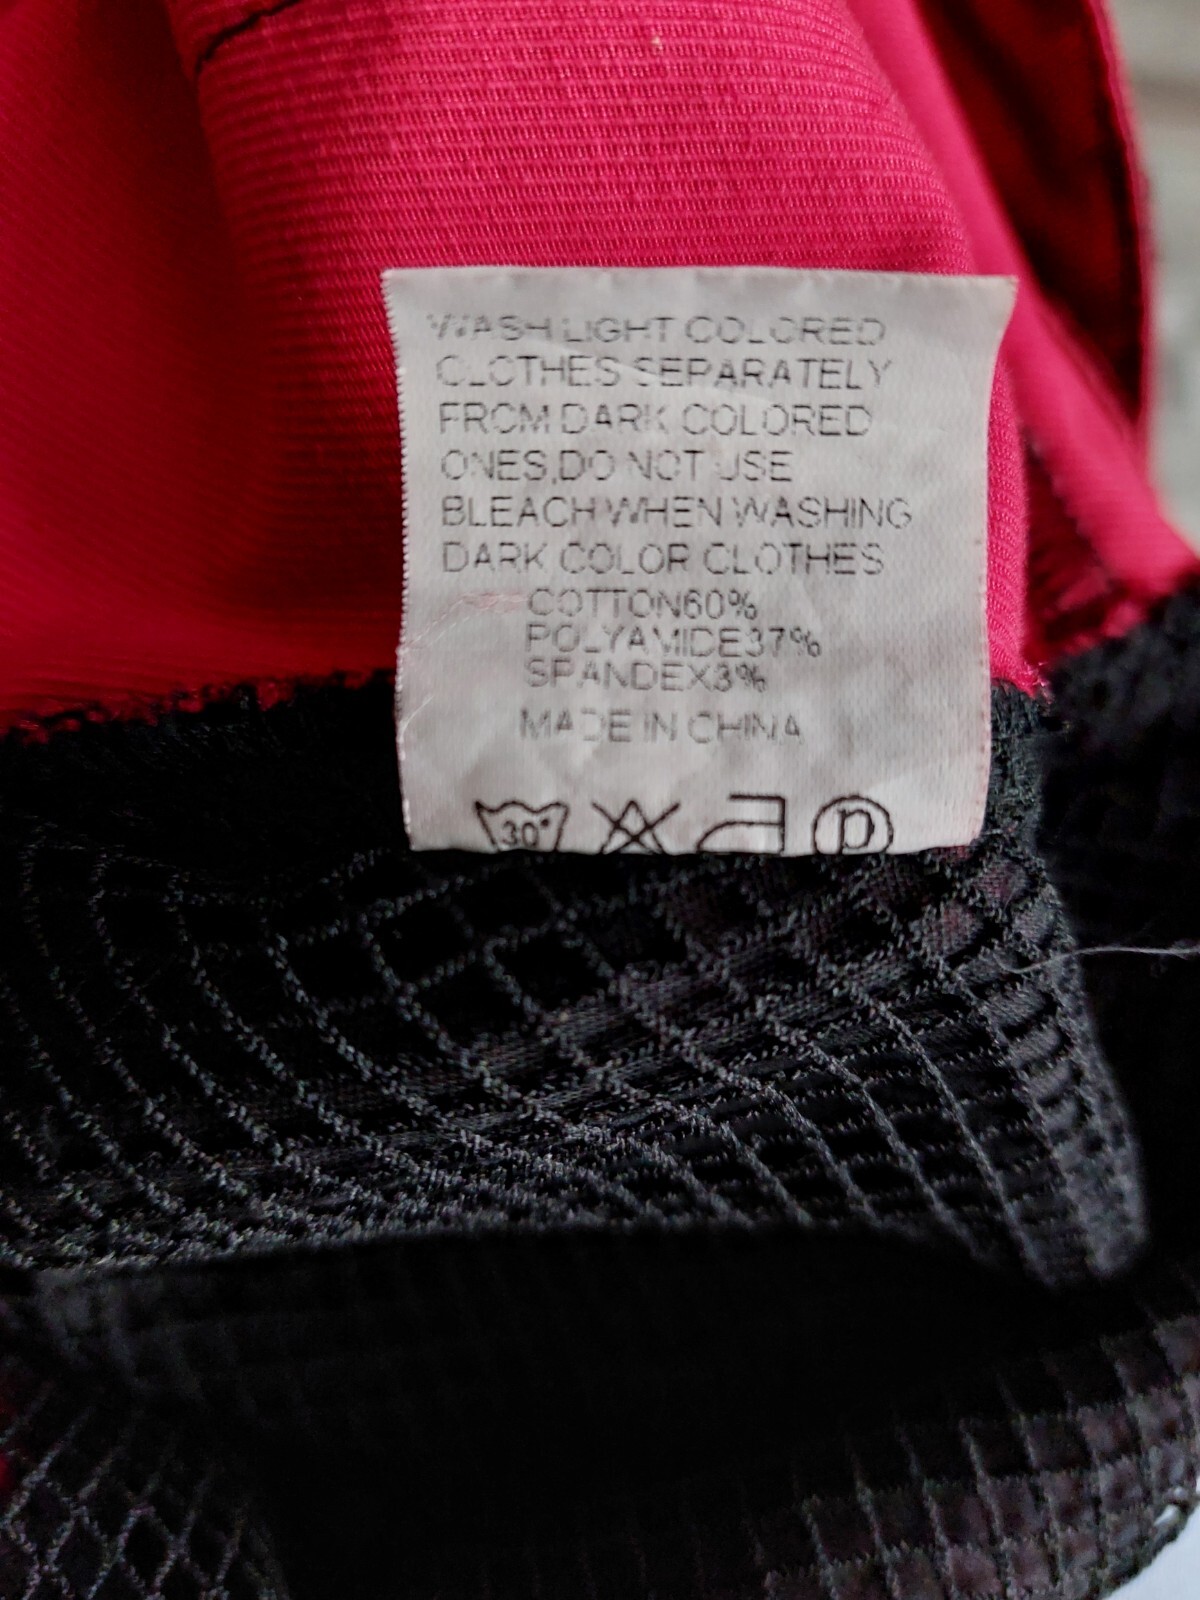 WASH LIGHT COLORED
CLOTHES SEPARATELY
FROM DARK COLORED
ONES,DO NOT USE
BLEACH WHEN WASHING
DARK COLOR CLOTHES
COTTON60%
POLYAMIDE37%
SPANDEX3%
MADE IN CHINA
30° p